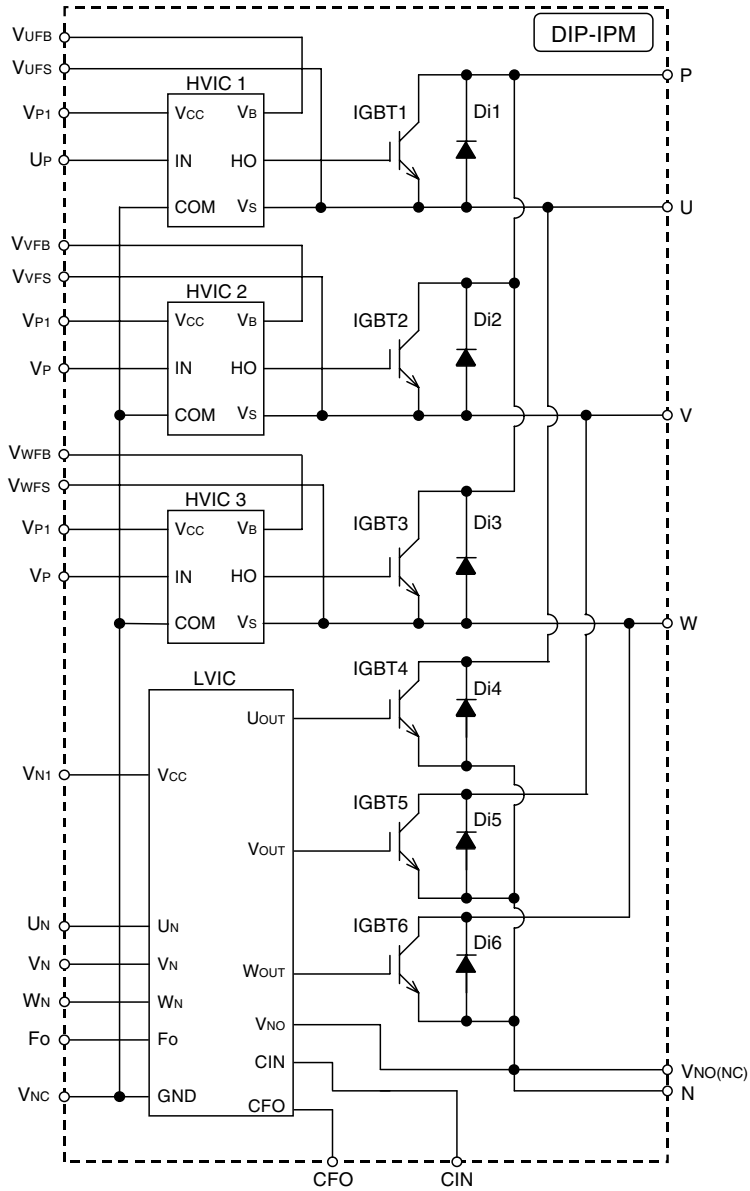 VUFB
DIP-IPM
VUFS
HVIC 1
P
VP1
VCC
VB
IGBT1
Di1
UP
IN
HO
COM
VS
U
VVFB
VVFS
HVIC 2
VP1
VCC
VB
IGBT2
Di2
VP
IN
HO
COM
VS
V
VWFB
VWFS
HVIC 3
VP1
VCC
VB
IGBT3
Di3
VP
IN
HO
COM
VS
W
LVIC
IGBT4
Di4
UOUT
VN1
VCC
IGBT5
Di5
VOUT
UN
UN
IGBT6
Di6
VN
VN
WOUT
WN
WN
VNO
Fo
Fo
CIN
VNO(NC)
VNC
GND
CFO
N
CFO
CIN